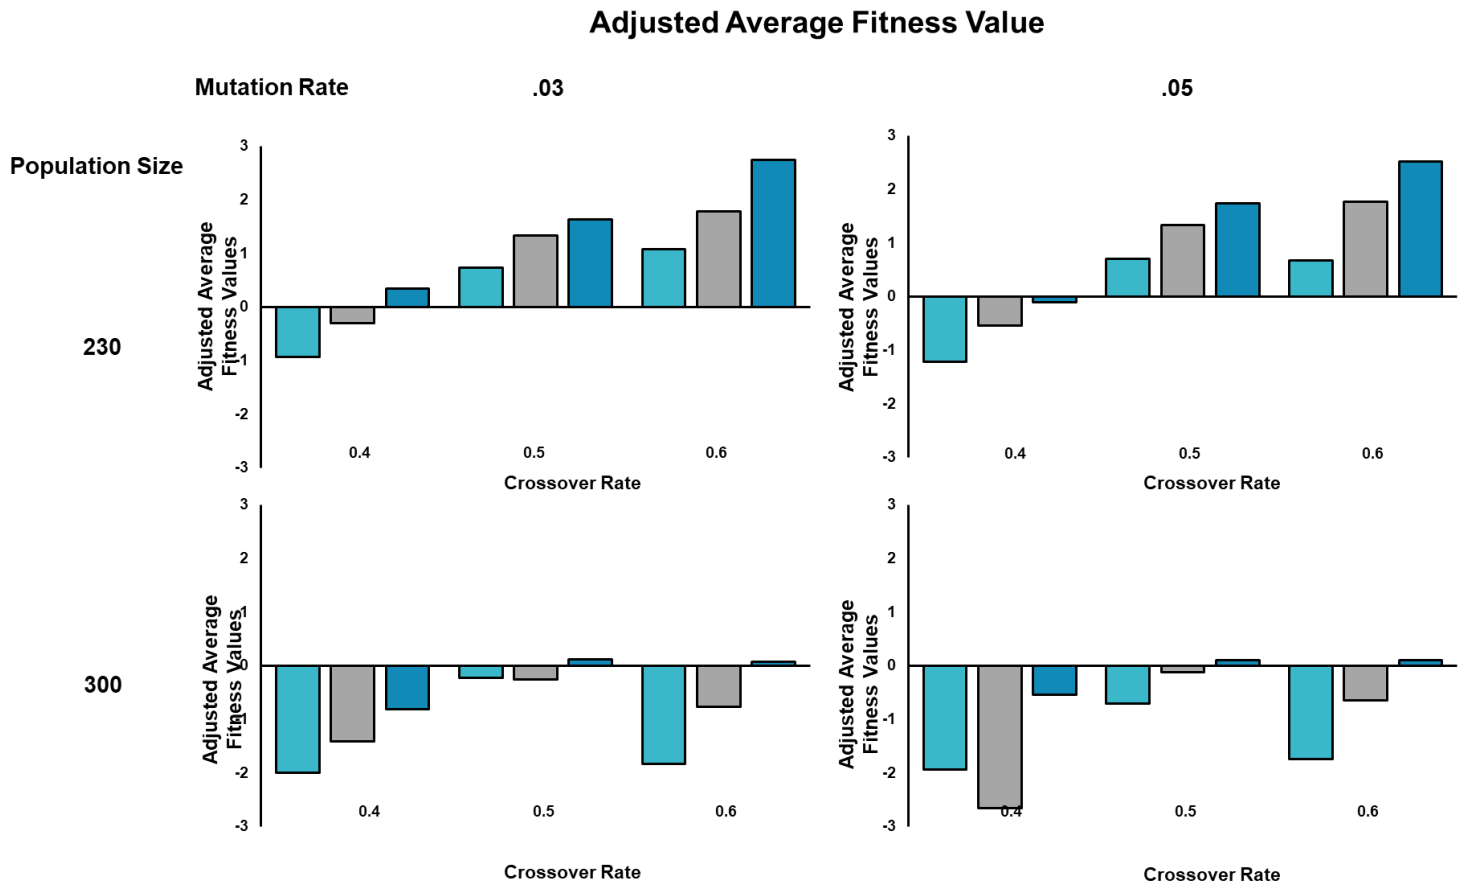 Adjusted Average Fitness Value
Mutation Rate
.03
.05
Population Size
230
Adjusted Average
Fitness Values
3
2
1
0
-1
-2
-3
0.4
0.5
0.6
Crossover Rate
Adjusted Average
Fitness Values
3
2
1
0
-1
-2
-3
0.4
0.5
0.6
Crossover Rate
300
Adjusted Average
Fitness Values
3
2
1
0
-1
-2
-3
0.4
0.5
0.6
Crossover Rate
Adjusted Average
Fitness Values
3
2
1
0
-1
-2
-3
0.4
0.5
0.6
Crossover Rate